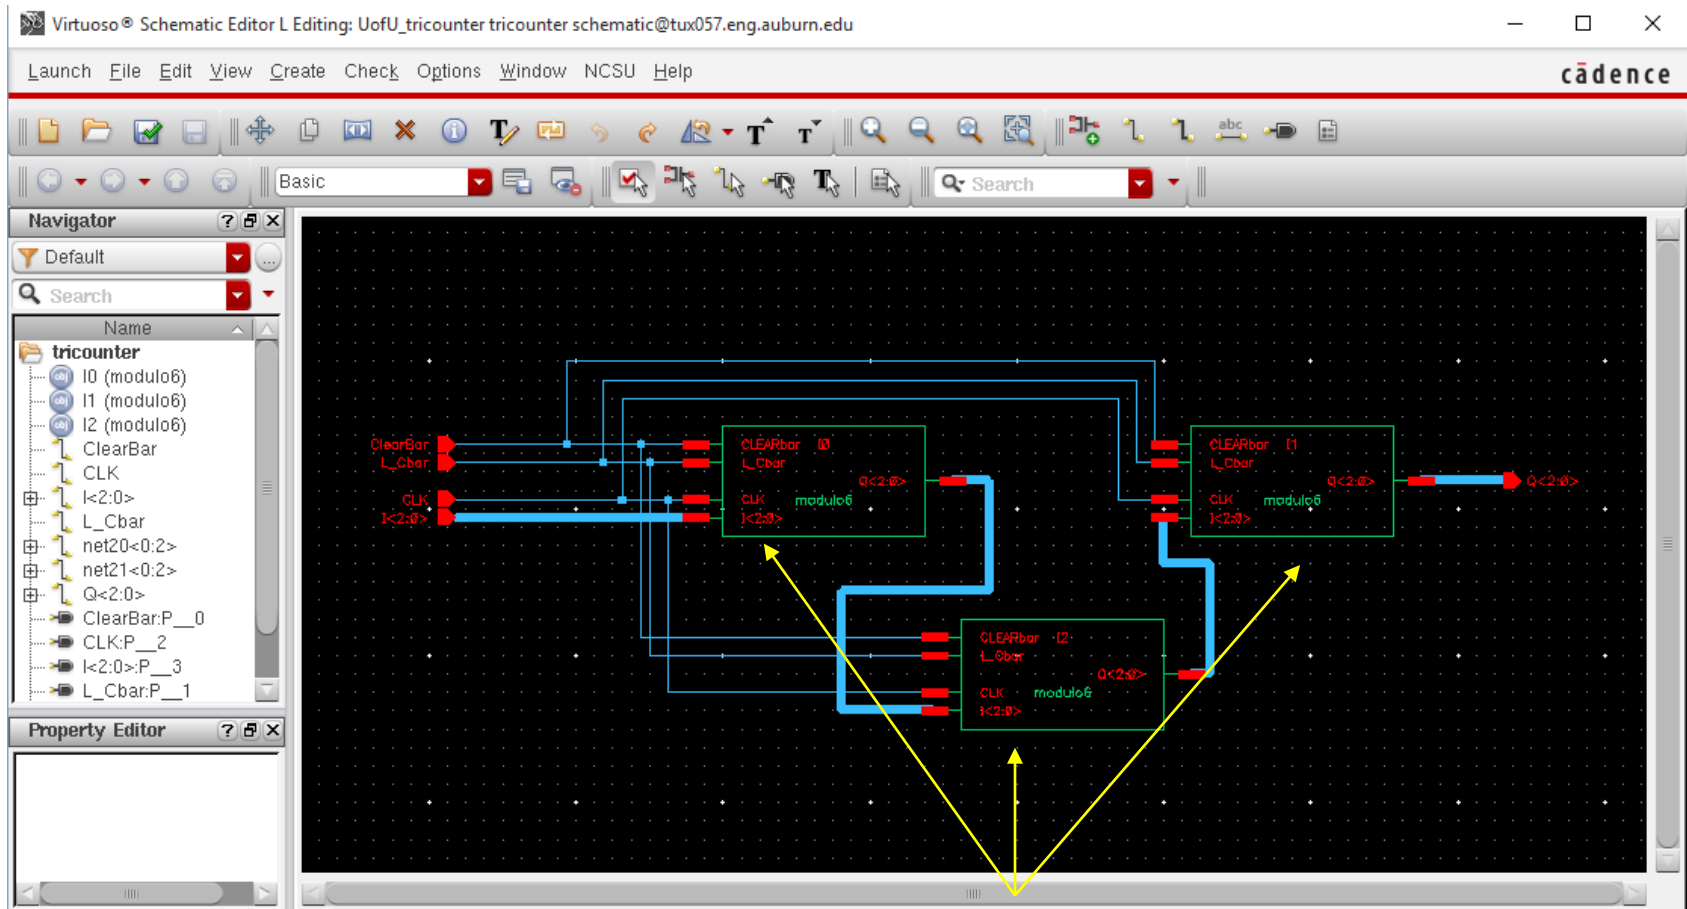 Virtuoso® Schematic Editor L Editing: UofU_tricounter tricounter schematic@tux057.eng.auburn.edu
Launch File Edit View Create Check Options Window NCSU Help
cādence
abc
Basic
Search
Navigator
Default
Search
Name
tricounter
I0 (modulo6)
I1 (modulo6)
I2 (modulo6)
ClearBar
CLK
I<2:0>
L_Cbar
net20<0:2>
net21<0:2>
Q<2:0>
ClearBar:P__0
CLK:P__2
I<2:0>:P__3
L_Cbar:P__1
Property Editor
ClearBar
L_Cbar
CLK
I<2:0>
CLEARbar I0
L_Cbar
Q<2:0>
CLK modulo6
I<2:0>
CLEARbar I1
L_Cbar
Q<2:0>
CLK modulo6
I<2:0>
Q<2:0>
CLEARbar I2
L_Cbar
Q<2:0>
CLK modulo6
I<2:0>